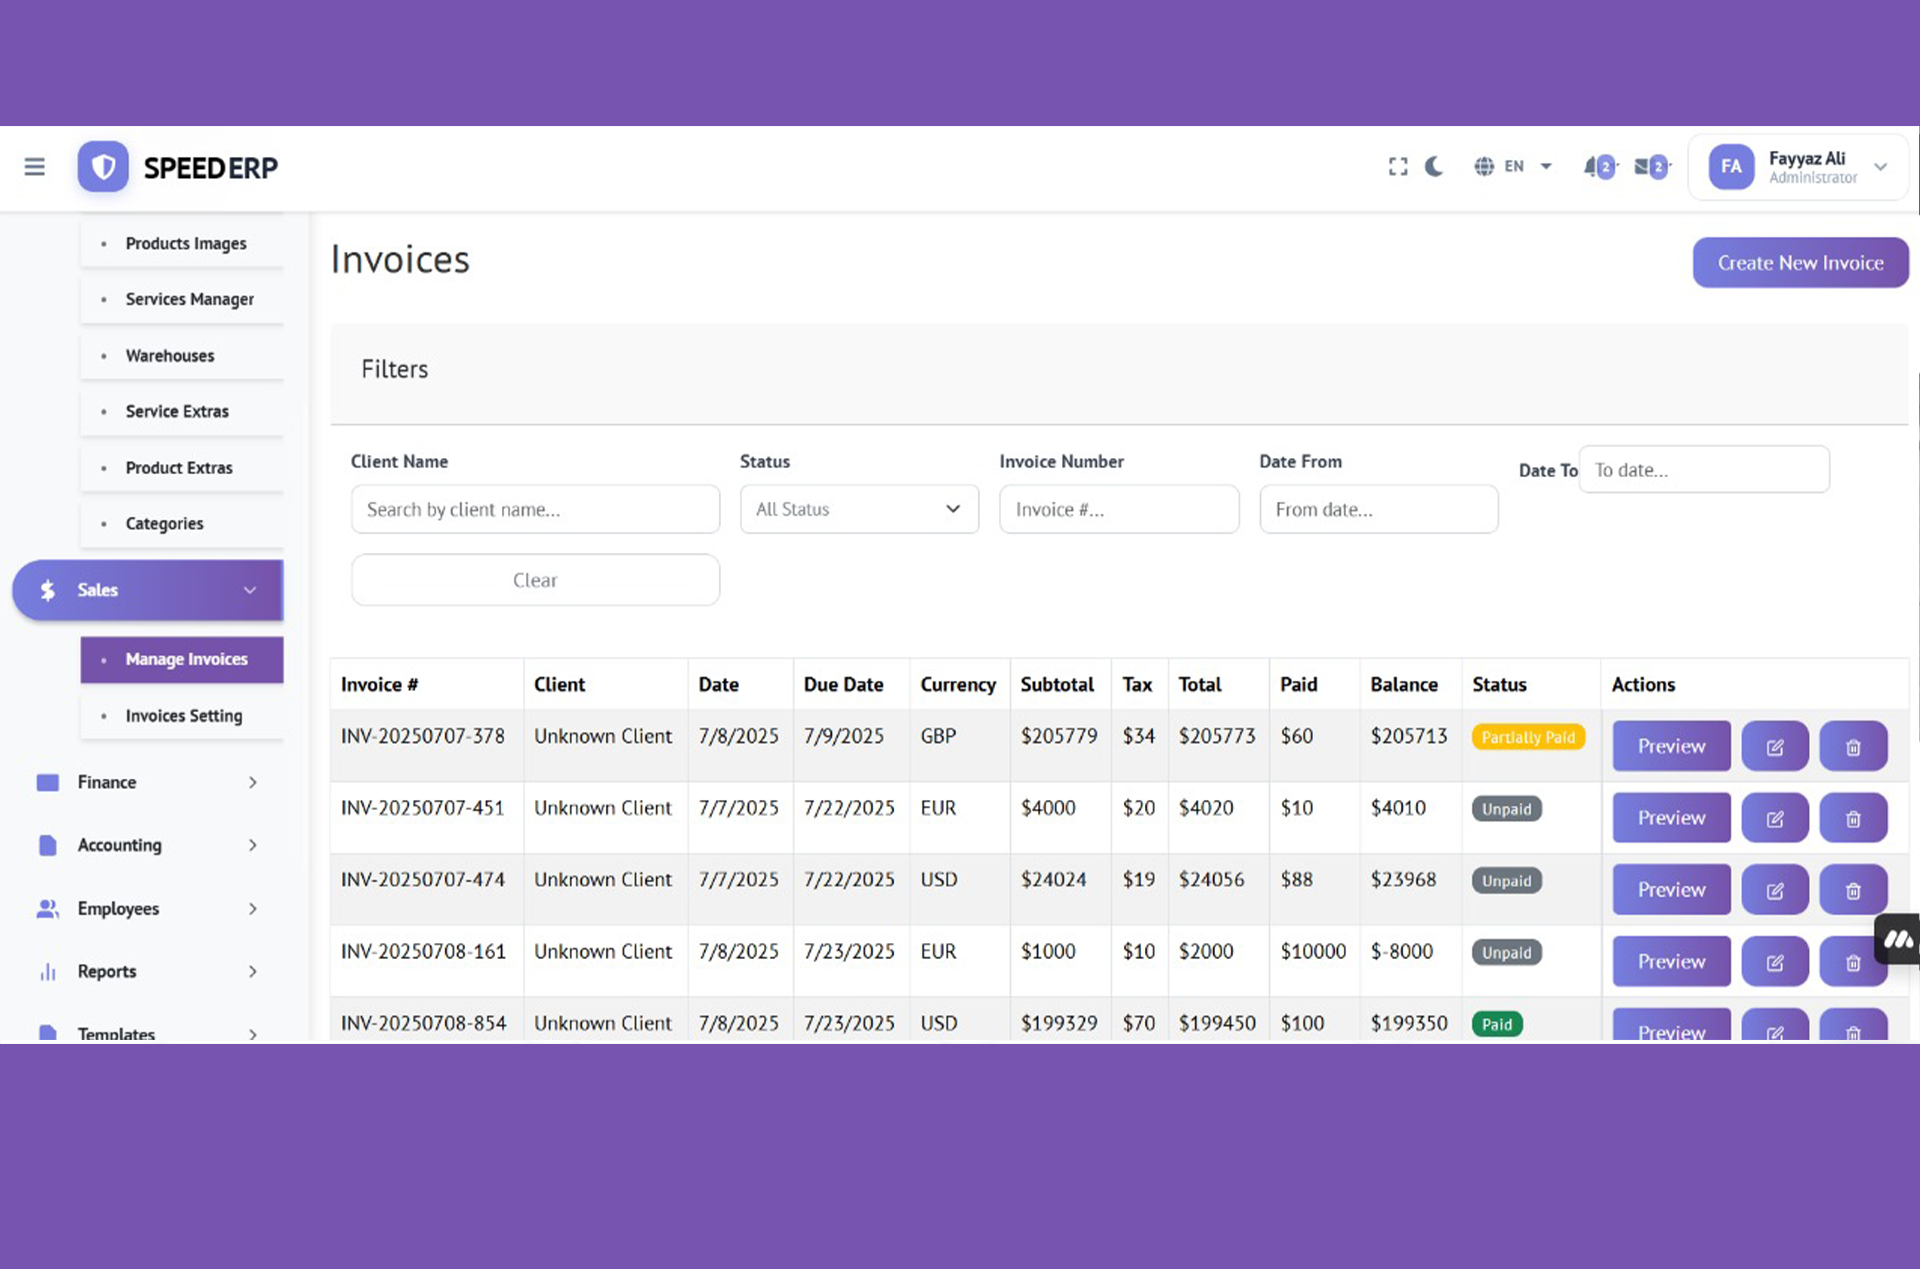 SPEEDERP
EN
2
2
FA
Fayyaz Ali
Administrator
Products Images
Services Manager
Warehouses
Service Extras
Product Extras
Categories
Sales
Manage Invoices
Invoices Setting
Finance
Accounting
Employees
Reports
Templates
Invoices
Create New Invoice
Filters
Client Name Status Invoice Number Date From Date To To date...
Search by client name... All Status Invoice #... From date...
Clear
Invoice # Client Date Due Date Currency Subtotal Tax Total Paid Balance Status Actions
INV-20250707-378 Unknown Client 7/8/2025 7/9/2025 GBP $205779 $34 $205773 $60 $205713 Partially Paid Preview
INV-20250707-451 Unknown Client 7/7/2025 7/22/2025 EUR $4000 $20 $4020 $10 $4010 Unpaid Preview
INV-20250707-474 Unknown Client 7/7/2025 7/22/2025 USD $24024 $19 $24056 $88 $23968 Unpaid Preview
INV-20250708-161 Unknown Client 7/8/2025 7/23/2025 EUR $1000 $10 $2000 $10000 $-8000 Unpaid Preview
INV-20250708-854 Unknown Client 7/8/2025 7/23/2025 USD $199329 $70 $199450 $100 $199350 Paid Preview